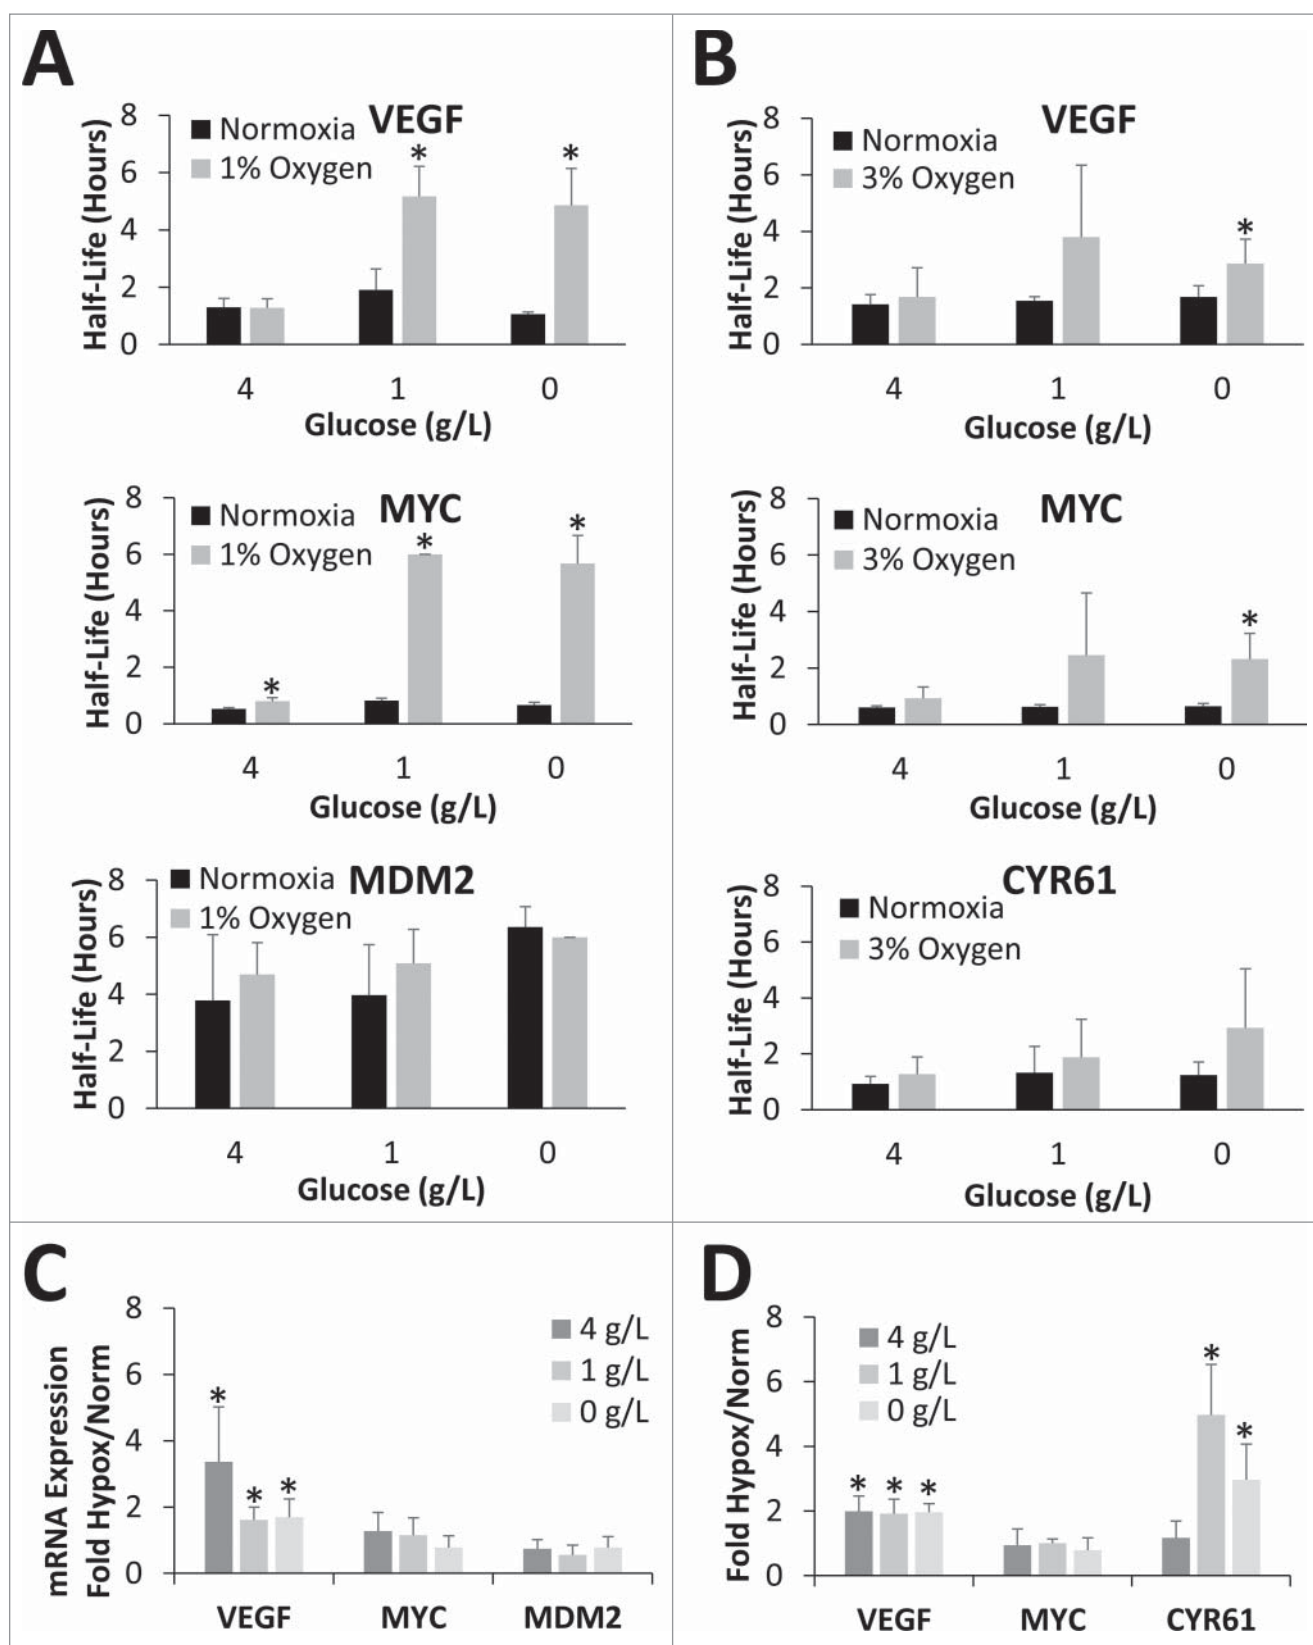 A
VEGF
Normoxia
1% Oxygen
* *
8
6
4
2
0
Half-Life (Hours)
4 1 0
Glucose (g/L)
MYC
Normoxia
1% Oxygen
* * *
8
6
4
2
0
Half-Life (Hours)
4 1 0
Glucose (g/L)
MDM2
Normoxia
1% Oxygen
8
6
4
2
0
Half-Life (Hours)
4 1 0
Glucose (g/L)
B
VEGF
Normoxia
3% Oxygen
*
8
6
4
2
0
Half-Life (Hours)
4 1 0
Glucose (g/L)
MYC
Normoxia
3% Oxygen
*
8
6
4
2
0
Half-Life (Hours)
4 1 0
Glucose (g/L)
CYR61
Normoxia
3% Oxygen
8
6
4
2
0
Half-Life (Hours)
4 1 0
Glucose (g/L)
C
mRNA Expression
Fold Hypox/Norm
8
6
4
2
0
4 g/L
1 g/L
0 g/L
* * *
VEGF MYC MDM2
D
Fold Hypox/Norm
8
6
4
2
0
4 g/L
1 g/L
0 g/L
* * * * *
VEGF MYC CYR61